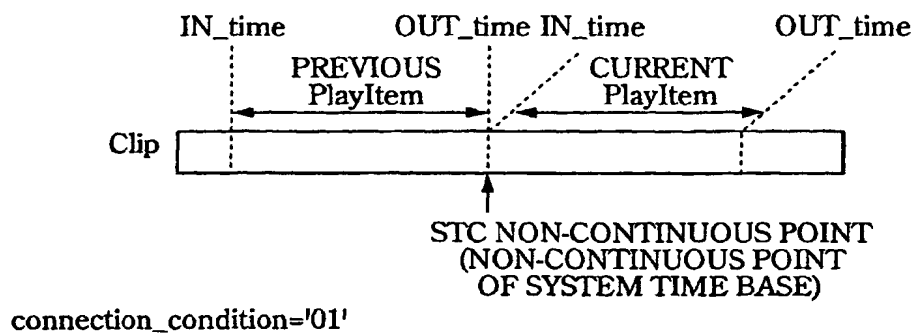 IN_time OUT_time IN_time OUT_time
PREVIOUS PlayItem
CURRENT PlayItem
Clip
STC NON-CONTINUOUS POINT
(NON-CONTINUOUS POINT
OF SYSTEM TIME BASE)
connection_condition='01'